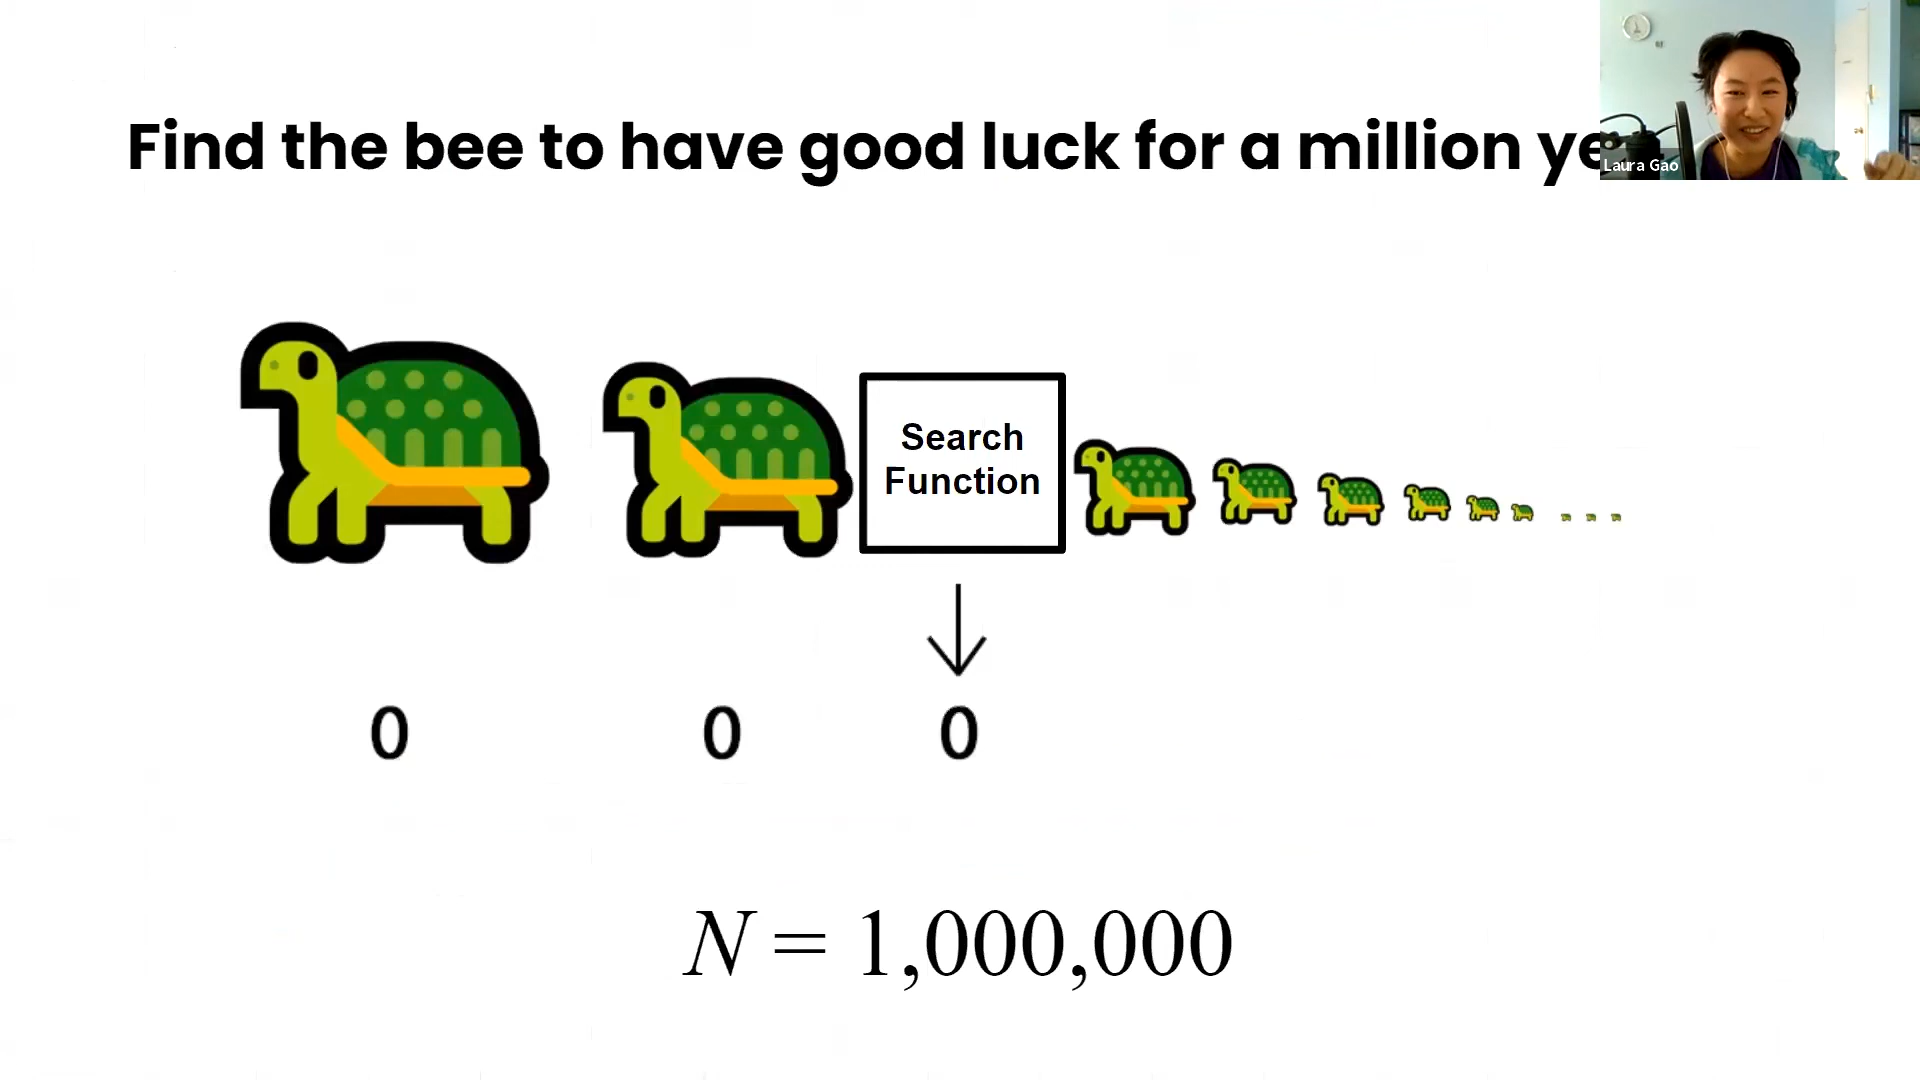 Find the bee to have good luck for a million ye
Laura Gao
Search
Function
0 0 0
N = 1,000,000